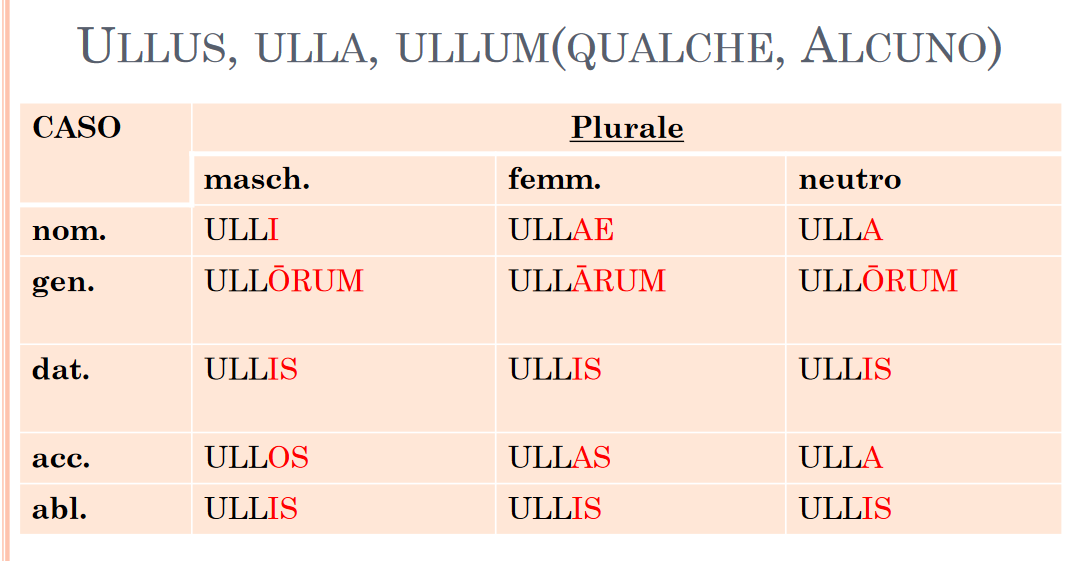 ULLUS, ULLA, ULLUM(QUALCHE, ALCUNO)
CASO Plurale
masch. femm. neutro
nom. ULLI ULLAE ULLA
gen. ULLŌRUM ULLĀRUM ULLŌRUM
dat. ULLIS ULLIS ULLIS
acc. ULLOS ULLAS ULLA
abl. ULLIS ULLIS ULLIS